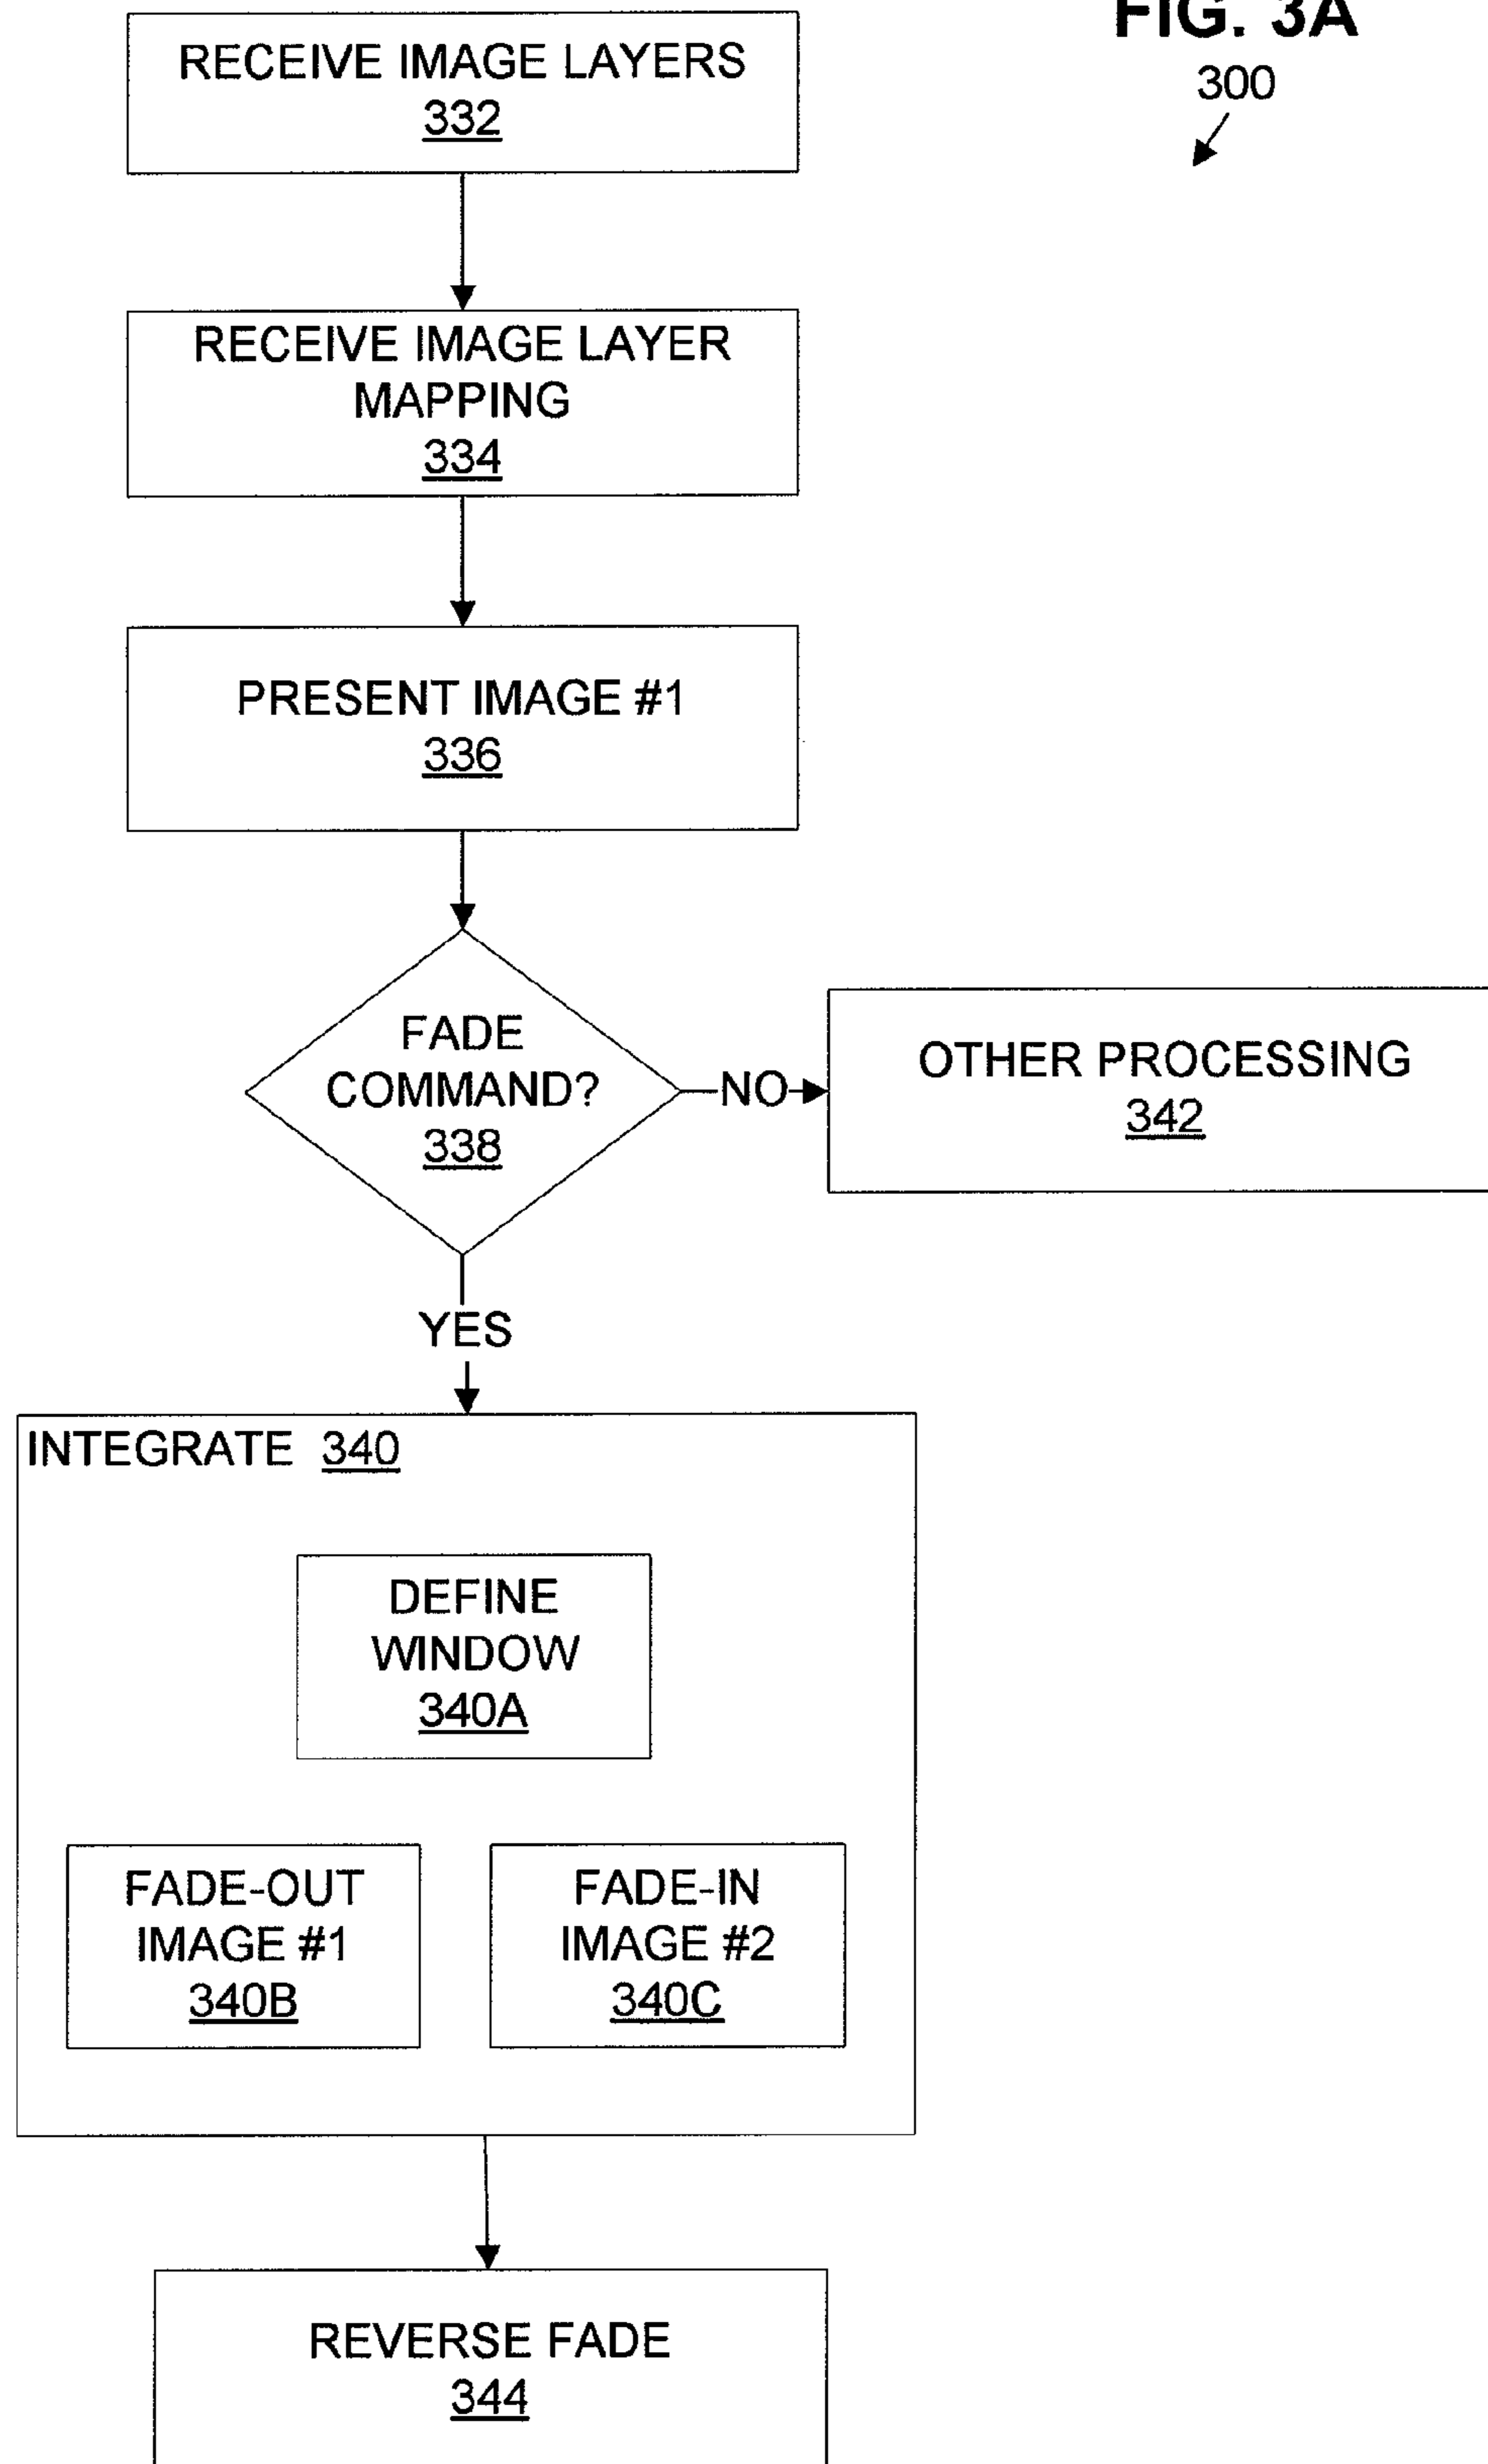 FIG. 3A
300
RECEIVE IMAGE LAYERS
332
RECEIVE IMAGE LAYER
MAPPING
334
PRESENT IMAGE #1
336
FADE
COMMAND?
338
NO
OTHER PROCESSING
342
YES
INTEGRATE 340
DEFINE
WINDOW
340A
FADE-OUT
IMAGE #1
340B
FADE-IN
IMAGE #2
340C
REVERSE FADE
344